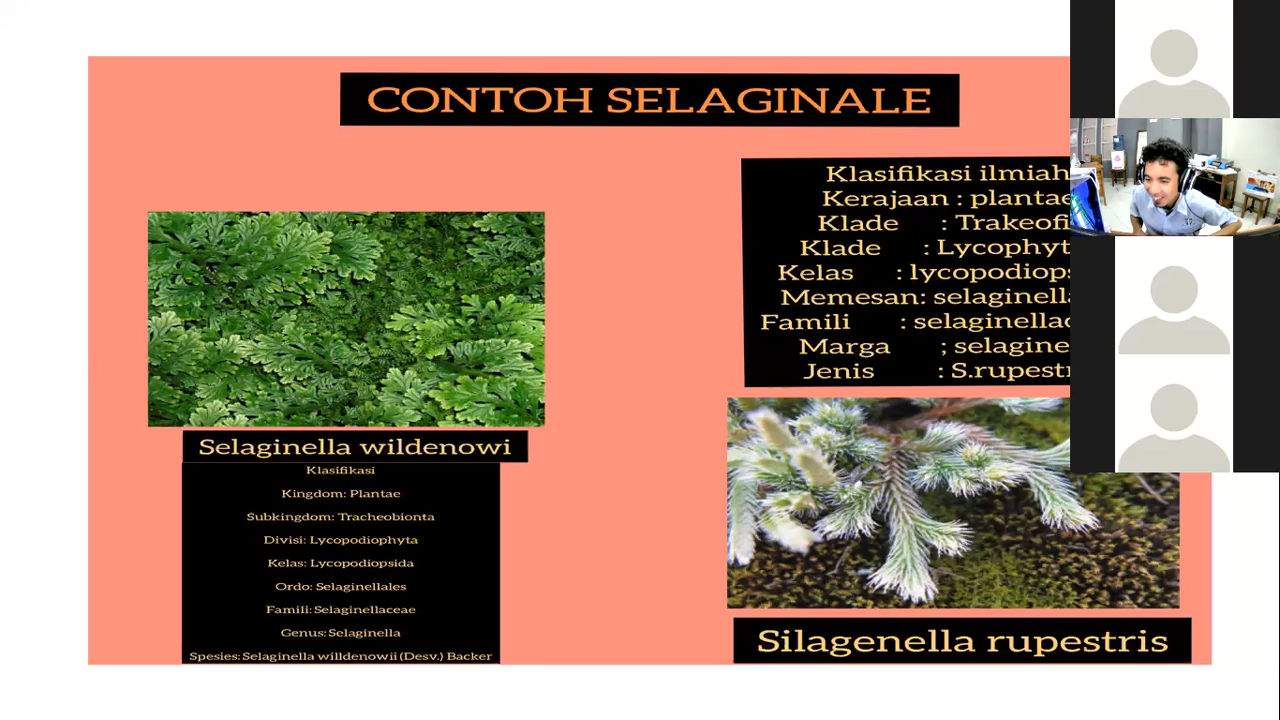 CONTOH SELAGINALE
Selaginella wildenowi
Klasifikasi
Kingdom: Plantae
Subkingdom: Tracheobionta
Divisi: Lycopodiophyta
Kelas: Lycopodiopsida
Ordo: Selaginellales
Famili: Selaginellaceae
Genus: Selaginella
Spesies: Selaginella willdenowii (Desv.) Backer
Klasifikasi ilmiah
Kerajaan : plantae
Klade : Trakeofi
Klade : Lycophyt
Kelas : lycopodiops
Memesan: selaginella
Famili : selaginellac
Marga ; selagine
Jenis : S.rupestr
Silagenella rupestris